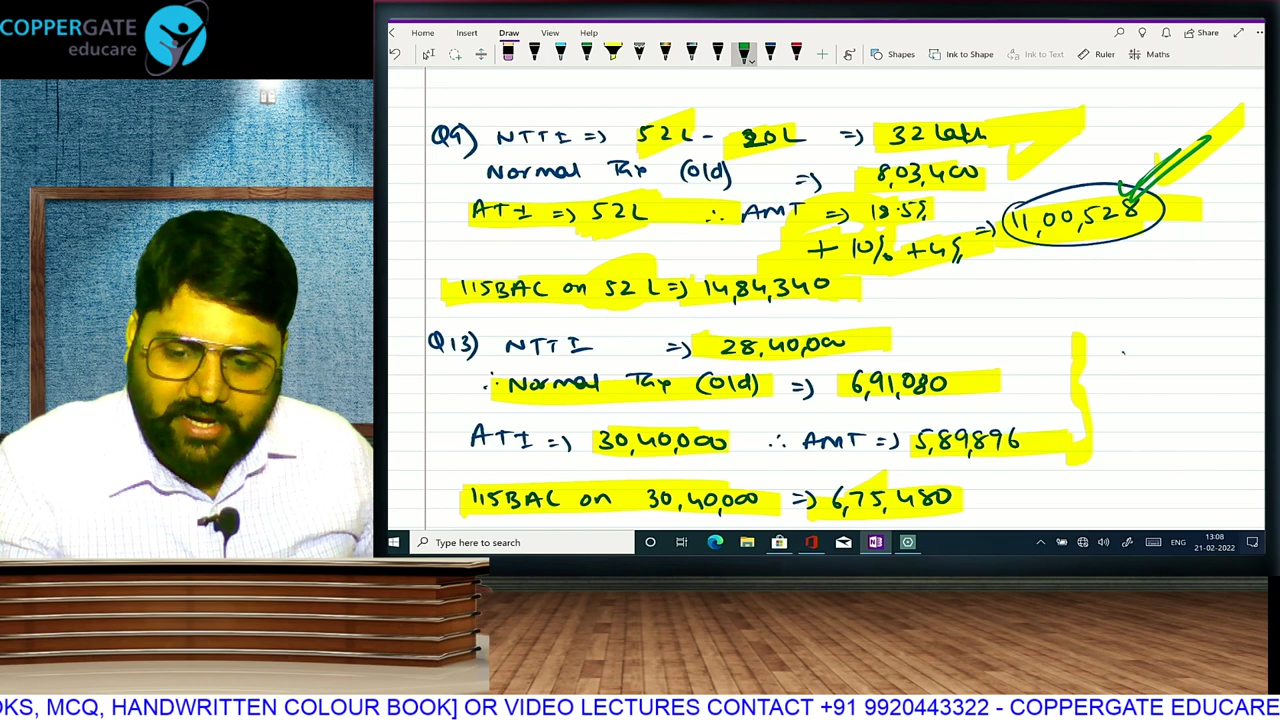 COPPERGATE
educare
Home Insert Draw View Help
Share
Shapes Ink to Shape Ink to Text Ruler Maths
Q9) NTTI => 52L - 20L => 32 lakh
Normal Tax (Old) => 8,03,400
ATI => 52L ∴ AMT => 18.5%
+ 10% + 4% => 11,00,528
115BAC on 52 L => 14,84,340
Q13) NTTI => 28,40,000
∴ Normal Tax (Old) => 6,91,080
ATI => 30,40,000 ∴ AMT => 5,89,896
115BAC on 30,40,000 => 6,75,480
Type here to search
ENG
13:08
21-02-2022
OKS, MCQ, HANDWRITTEN COLOUR BOOK] OR VIDEO LECTURES CONTACT +91 9920443322 - COPPERGATE EDUCARE